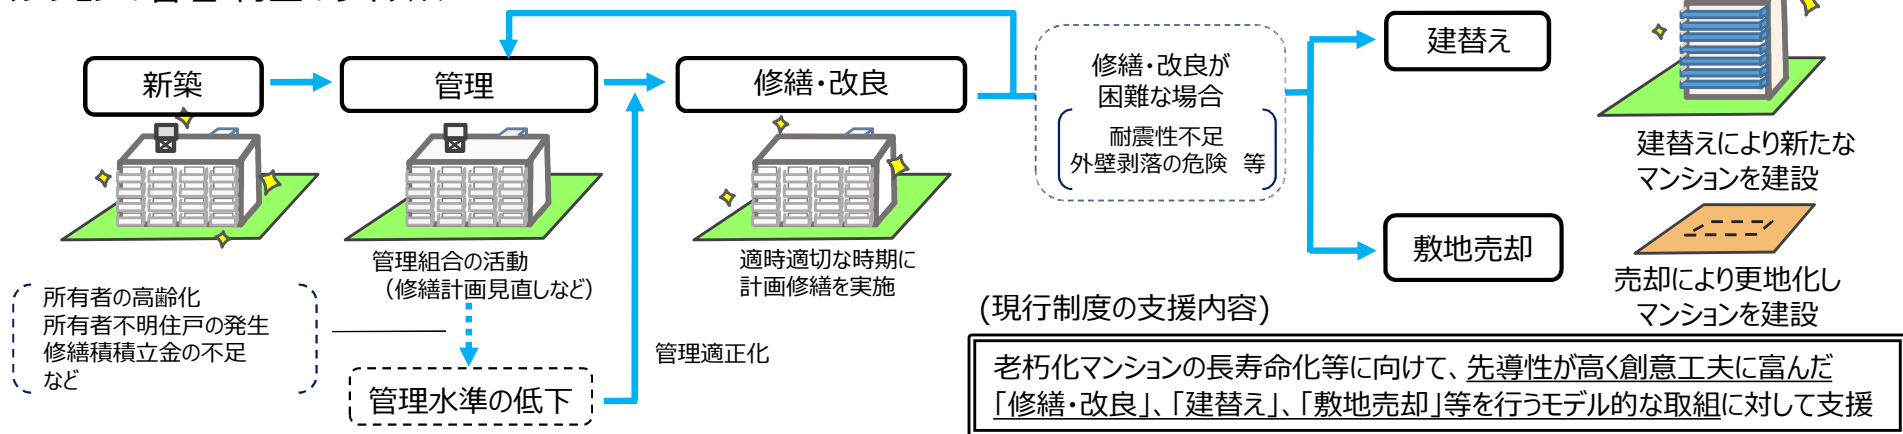 新築
管理
修繕・改良
修繕・改良が
困難な場合
耐震性不足
外壁剥落の危険 等
建替え
敷地売却
建替えにより新たな
マンションを建設
売却により更地化し
マンションを建設
管理組合の活動
（修繕計画見直しなど）
適時適切な時期に
計画修繕を実施
所有者の高齢化
所有者不明住戸の発生
修繕積積立金の不足
など
管理水準の低下
管理適正化
(現行制度の支援内容)
老朽化マンションの長寿命化等に向けて、先導性が高く創意工夫に富んだ
「修繕・改良」、「建替え」、「敷地売却」等を行うモデル的な取組に対して支援